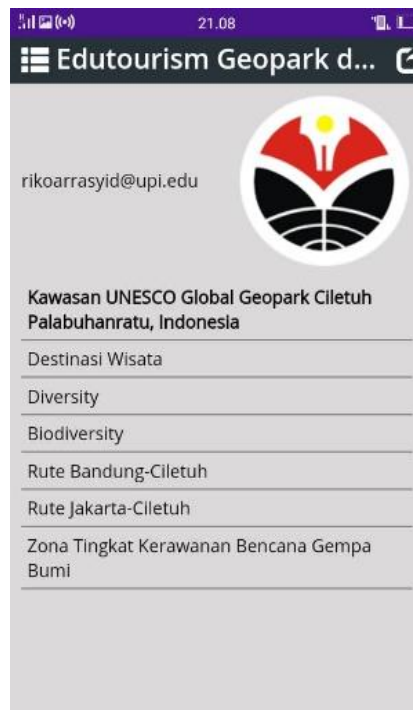 21.08
Edutourism Geopark d...
rikoarrasyid@upi.edu
Kawasan UNESCO Global Geopark Ciletuh
Palabuhanratu, Indonesia
Destinasi Wisata
Diversity
Biodiversity
Rute Bandung-Ciletuh
Rute Jakarta-Ciletuh
Zona Tingkat Kerawanan Bencana Gempa
Bumi